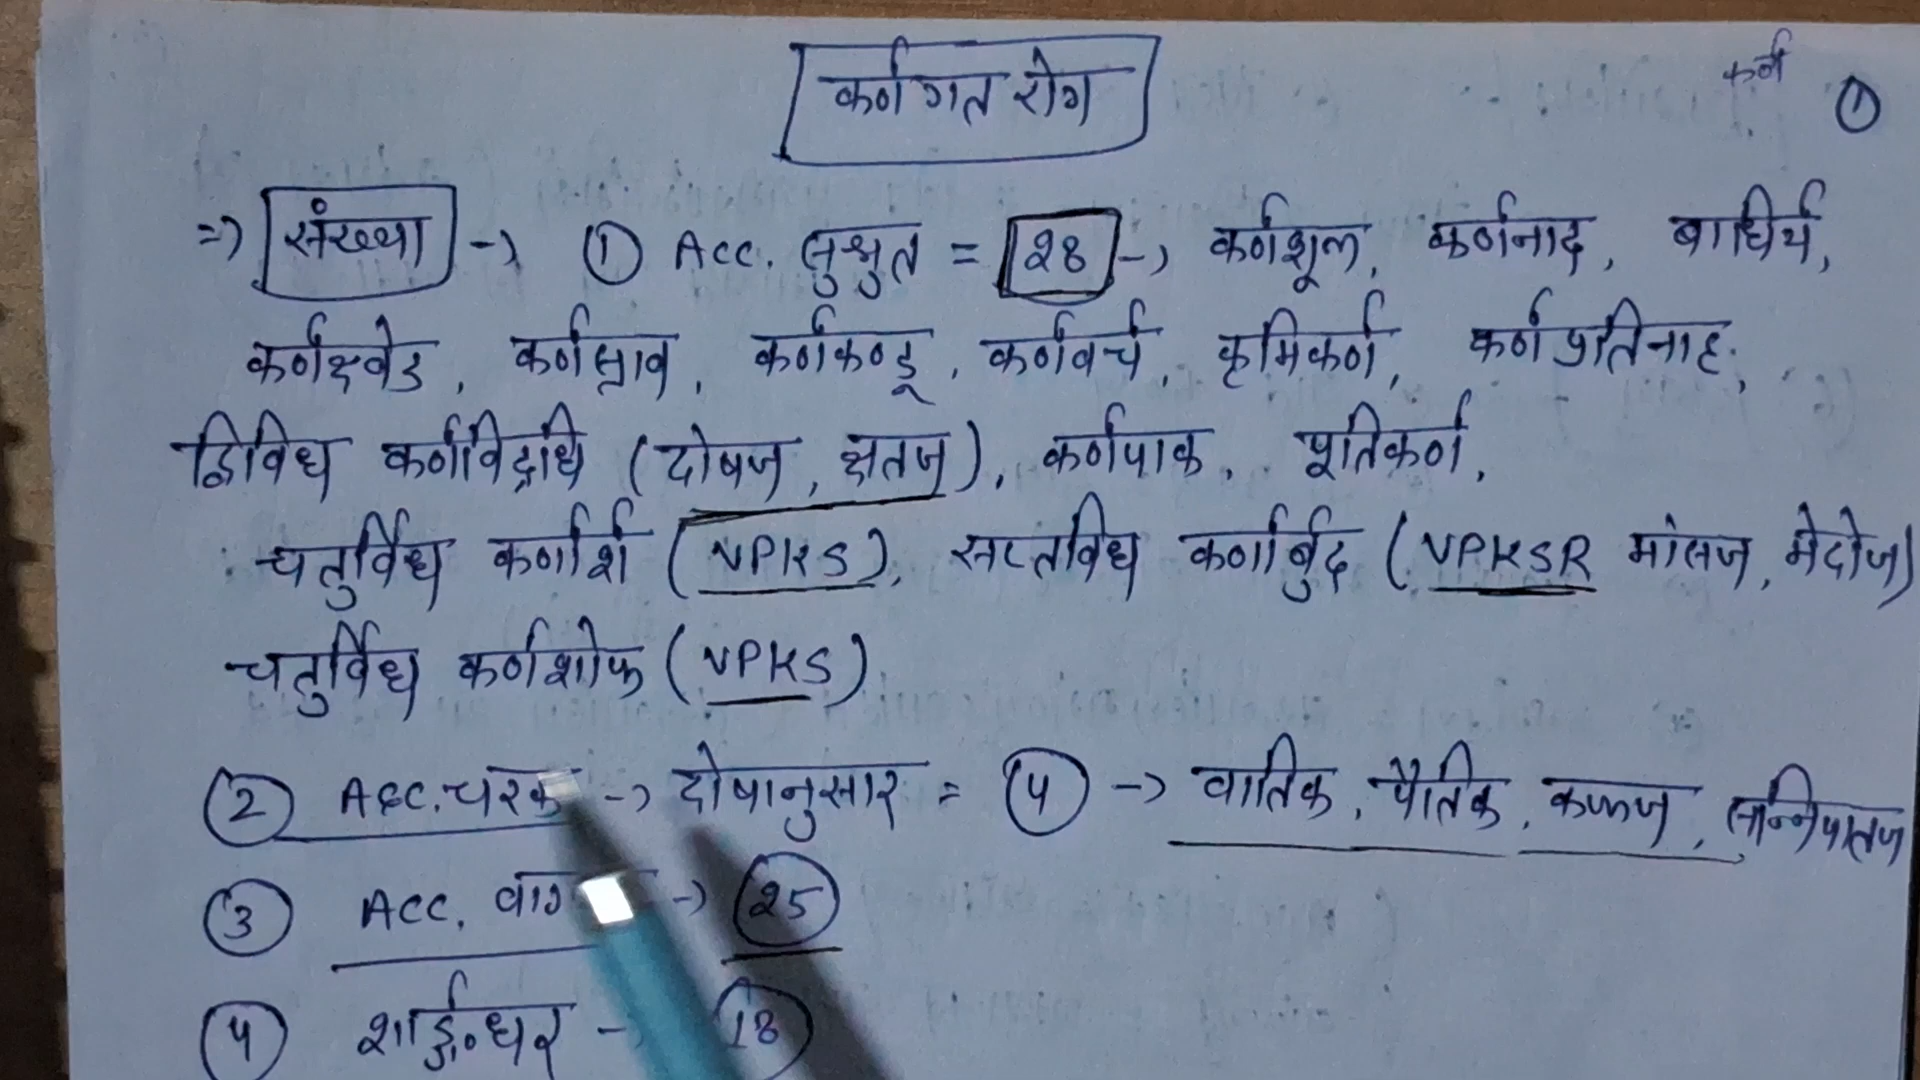 कर्णगत रोग
कर्ण ①
=> संख्या -> ① Acc. सुश्रुत = 28 -> कर्णशूल, कर्णनाद, बाधिर्य,
कर्णक्ष्वेड, कर्णस्राव, कर्णकण्डू, कर्णवर्च, कृमिकर्ण, कर्ण प्रतिनाह,
द्विविध कर्णविद्रधि (दोषज, क्षतज), कर्णपाक, पूतिकर्ण,
चतुर्विध कर्णार्श (VPKS), सप्तविध कर्णार्बुद (VPKSR मांसज, मेदोज)
चतुर्विध कर्णशोफ (VPKS)
② Acc. चरक -> दोषानुसार = ④ -> वातिक, पैतिक, कफज, सन्निपातज
③ Acc. -> 25
④ शार्ङ्गधर - 18